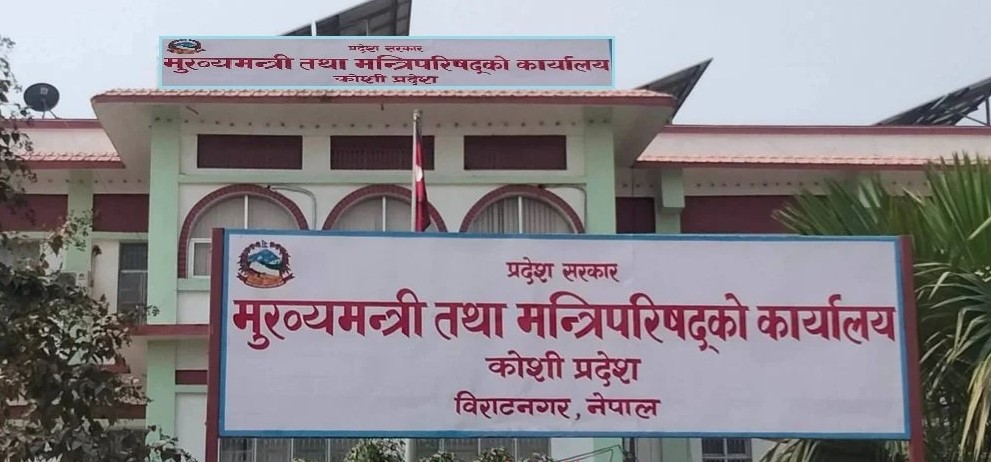 प्रदेश सरकार
मुख्यमन्त्री तथा मन्त्रिपरिषद्को कार्यालय
कोशी प्रदेश
प्रदेश सरकार
मुख्यमन्त्री तथा मन्त्रिपरिषद्को कार्यालय
कोशी प्रदेश
विराटनगर, नेपाल